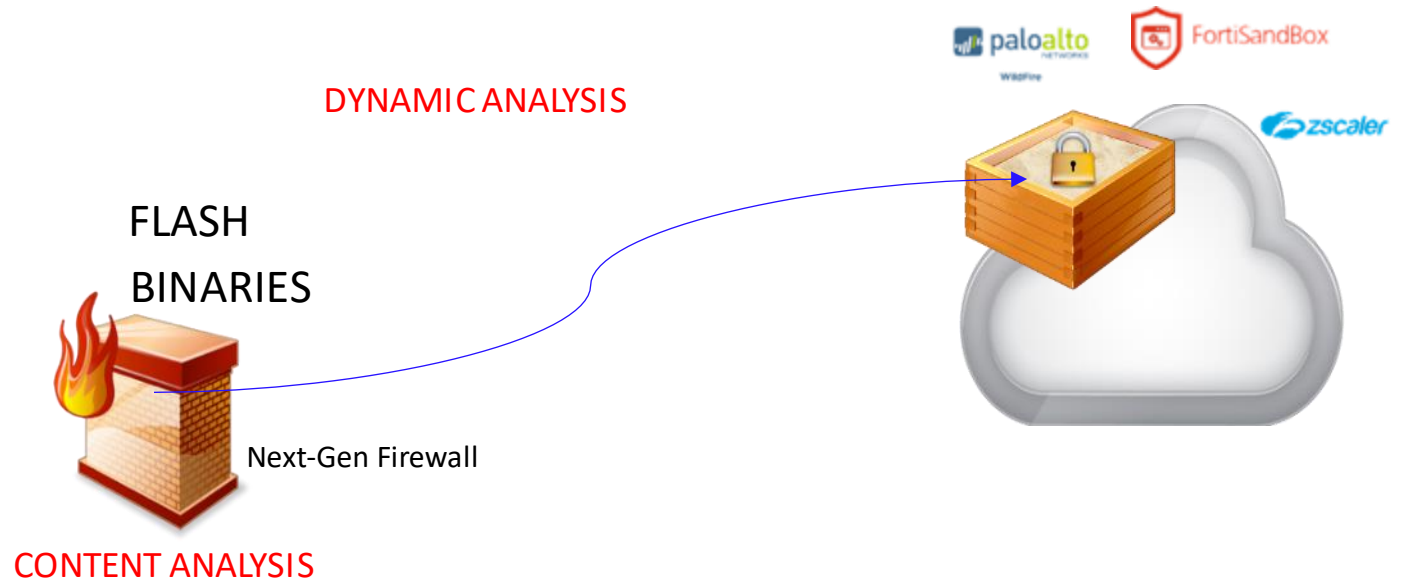 paloalto
NETWORKS
WildFire
FortiSandBox
DYNAMIC ANALYSIS
zscaler
FLASH
BINARIES
Next-Gen Firewall
CONTENT ANALYSIS